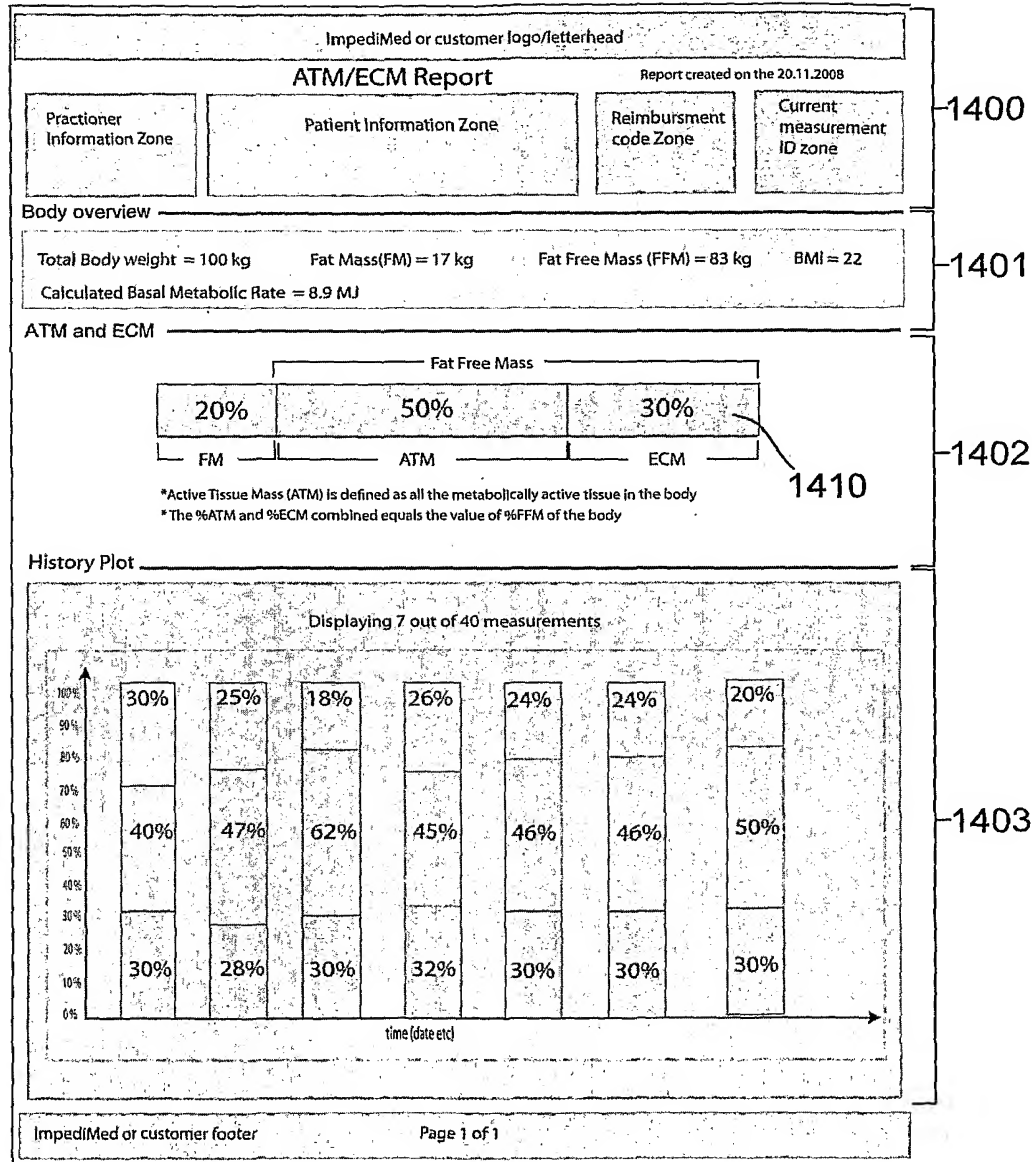 ImpediMed or customer logo/letterhead
ATM/ECM Report
Report created on the 20.11.2008
Practioner
Information Zone
Patient Information Zone
Reimbursment
code Zone
Current
measurement
ID zone
1400
Body overview
Total Body weight = 100 kg
Fat Mass(FM) = 17 kg
Fat Free Mass (FFM) = 83 kg
BMI = 22
Calculated Basal Metabolic Rate = 8.9 MJ
1401
ATM and ECM
Fat Free Mass
20%
50%
30%
FM
ATM
ECM
1410
1402
*Active Tissue Mass (ATM) is defined as all the metabolically active tissue in the body
*The %ATM and %ECM combined equals the value of %FFM of the body
History Plot
Displaying 7 out of 40 measurements
100%
90%
80%
70%
60%
50%
40%
30%
20%
10%
0%
30%
25%
18%
26%
24%
24%
20%
40%
47%
62%
45%
46%
46%
50%
30%
28%
30%
32%
30%
30%
30%
time (date etc)
1403
ImpediMed or customer footer
Page 1 of 1